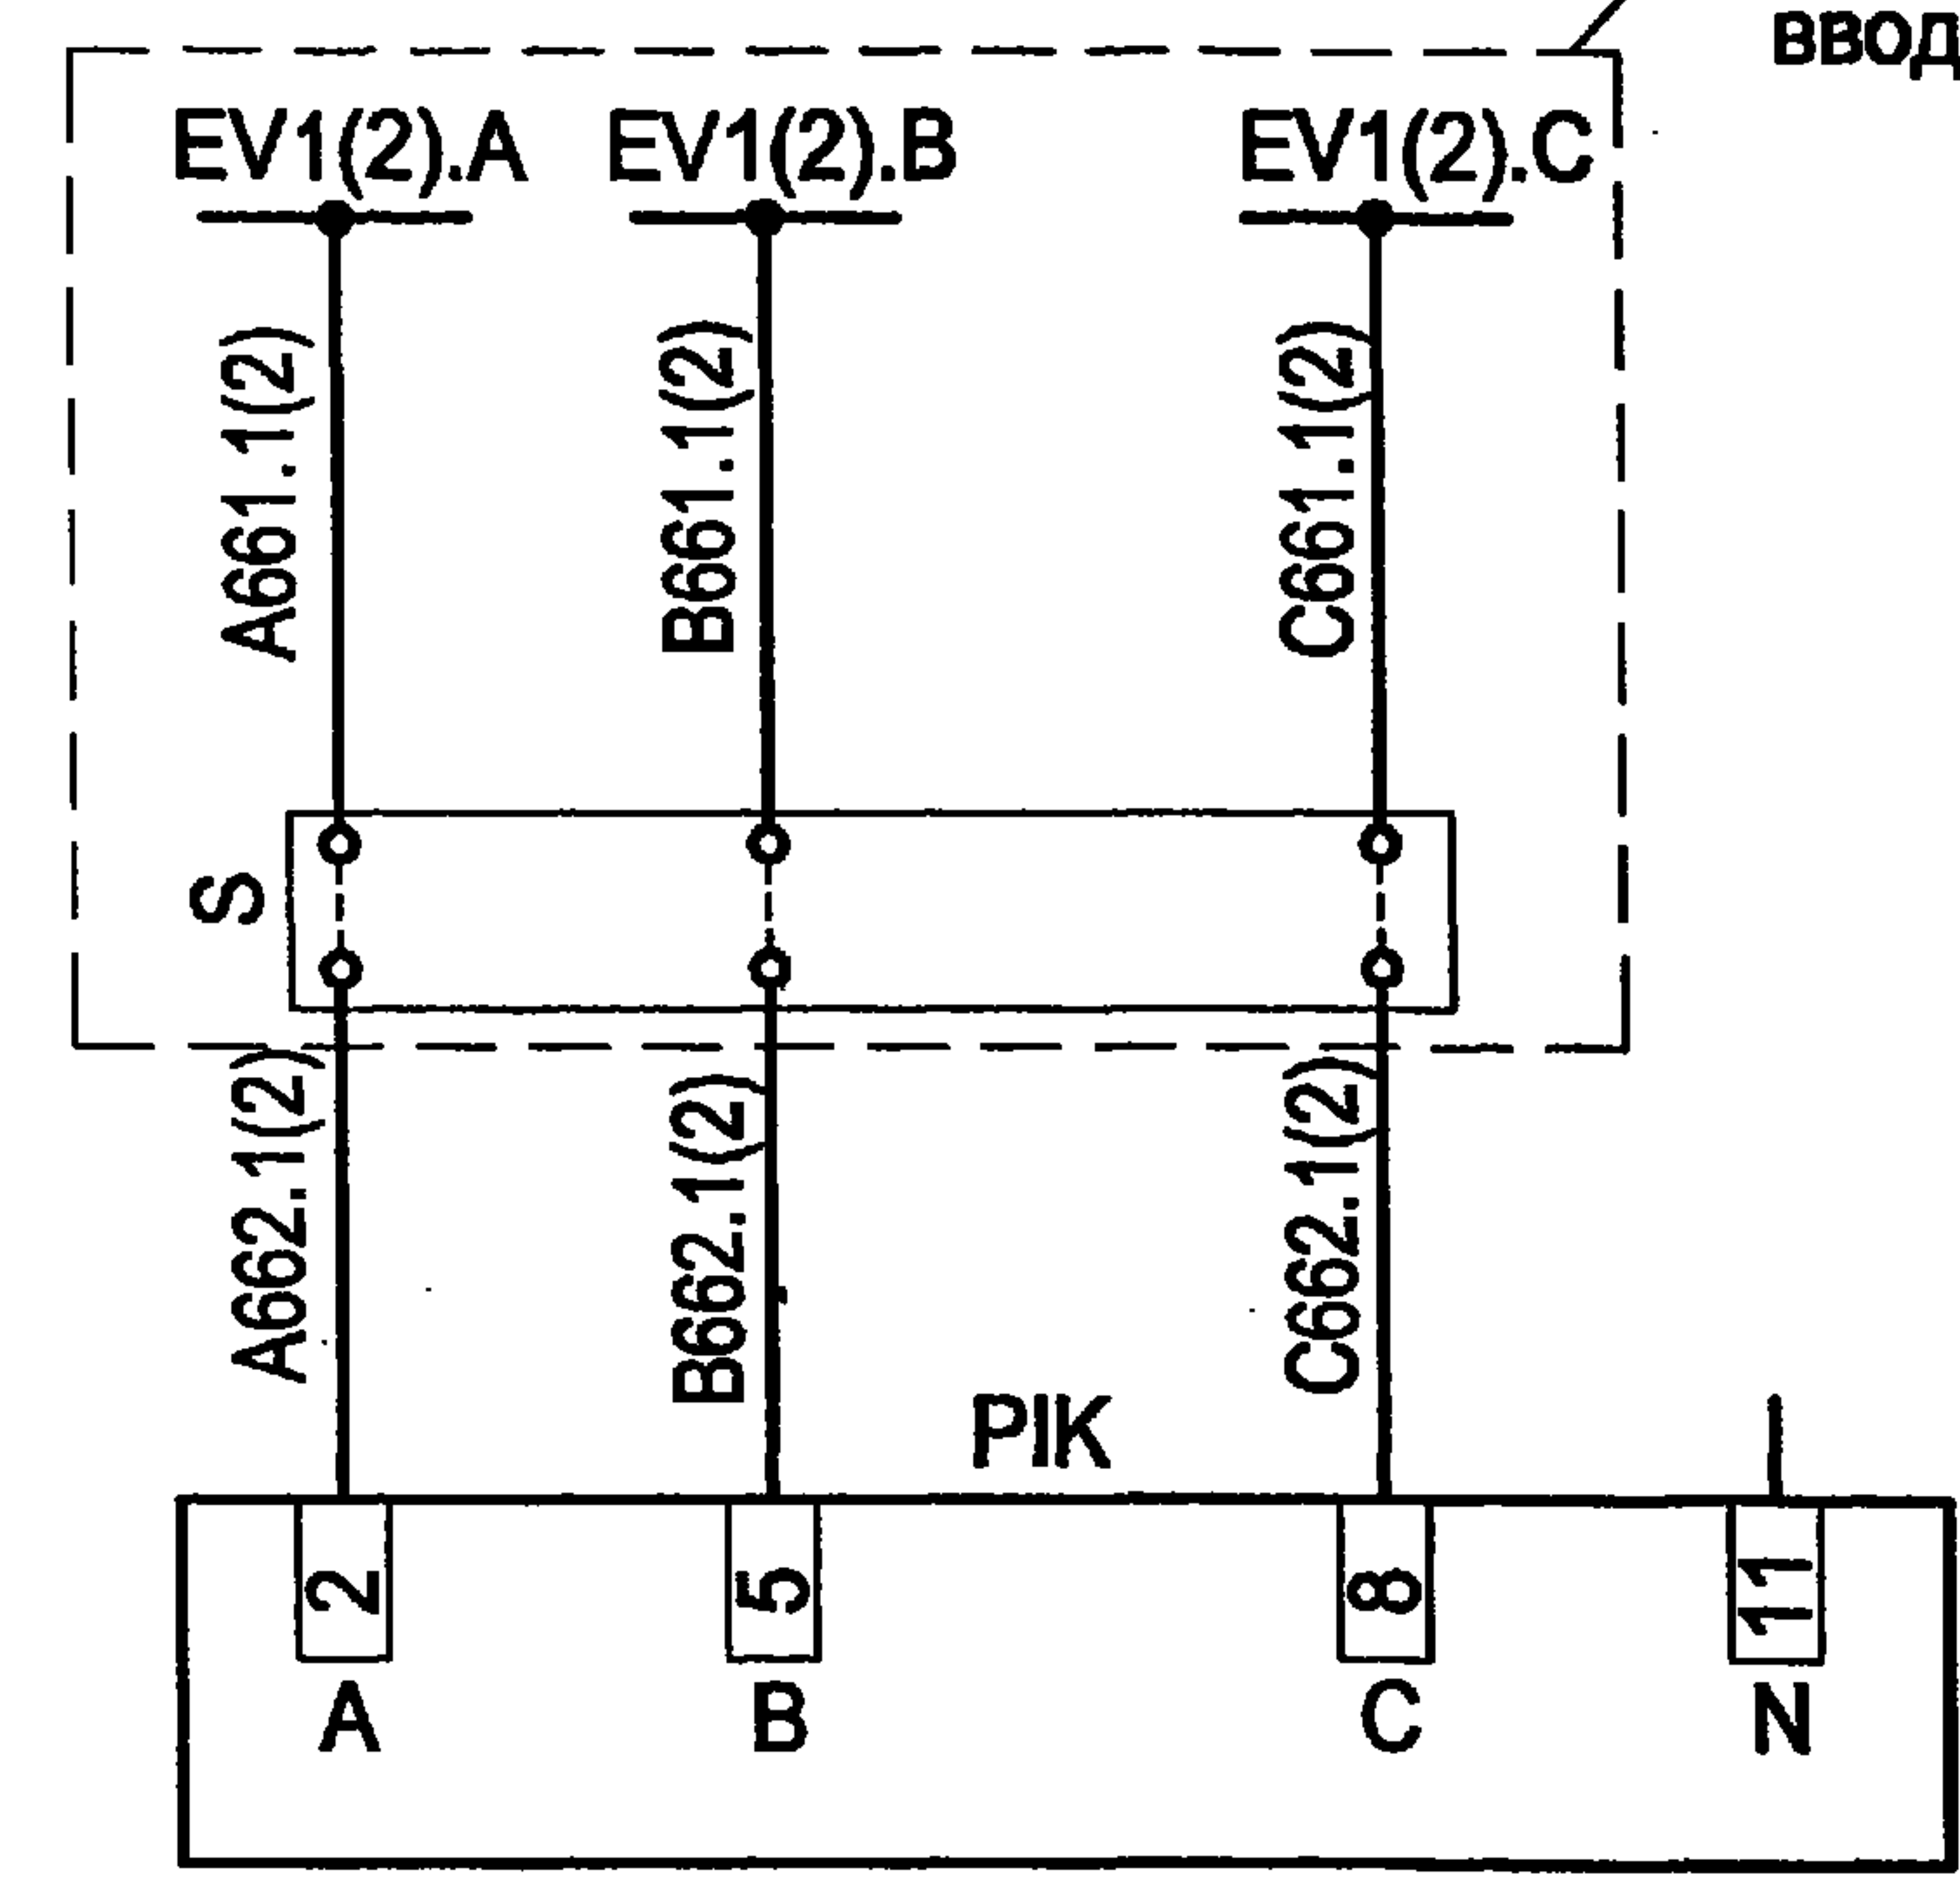 ввод
EV1(2).A EV1(2).B EV1(2).C
A661.1(2) B661.1(2) C661.1(2)
S
A662.1(2) B662.1(2) C662.1(2)
PIK
2 5 8 11
A B C N